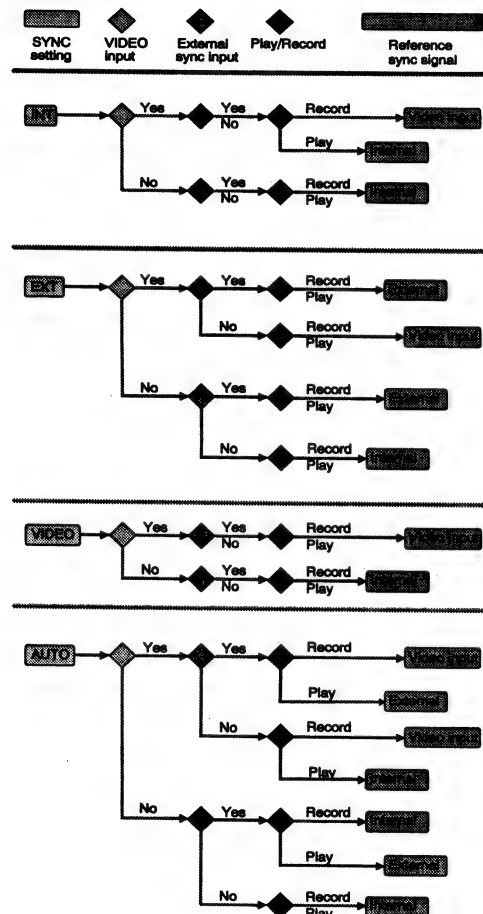 SYNC setting
VIDEO input
External sync input
Play/Record
Reference sync signal
INT
Yes
Yes
No
Record
Video input
Play
Internal
No
Yes
No
Record
Play
Internal
EXT
Yes
Yes
Record
Play
External
No
Record
Play
Video input
No
Yes
Record
Play
External
No
Record
Play
Internal
VIDEO
Yes
Yes
No
Record
Play
Video input
No
Yes
No
Record
Play
Internal
AUTO
Yes
Yes
Record
Video input
Play
External
No
Record
Video input
Play
Internal
No
Yes
Record
Internal
Play
External
No
Record
Play
Internal